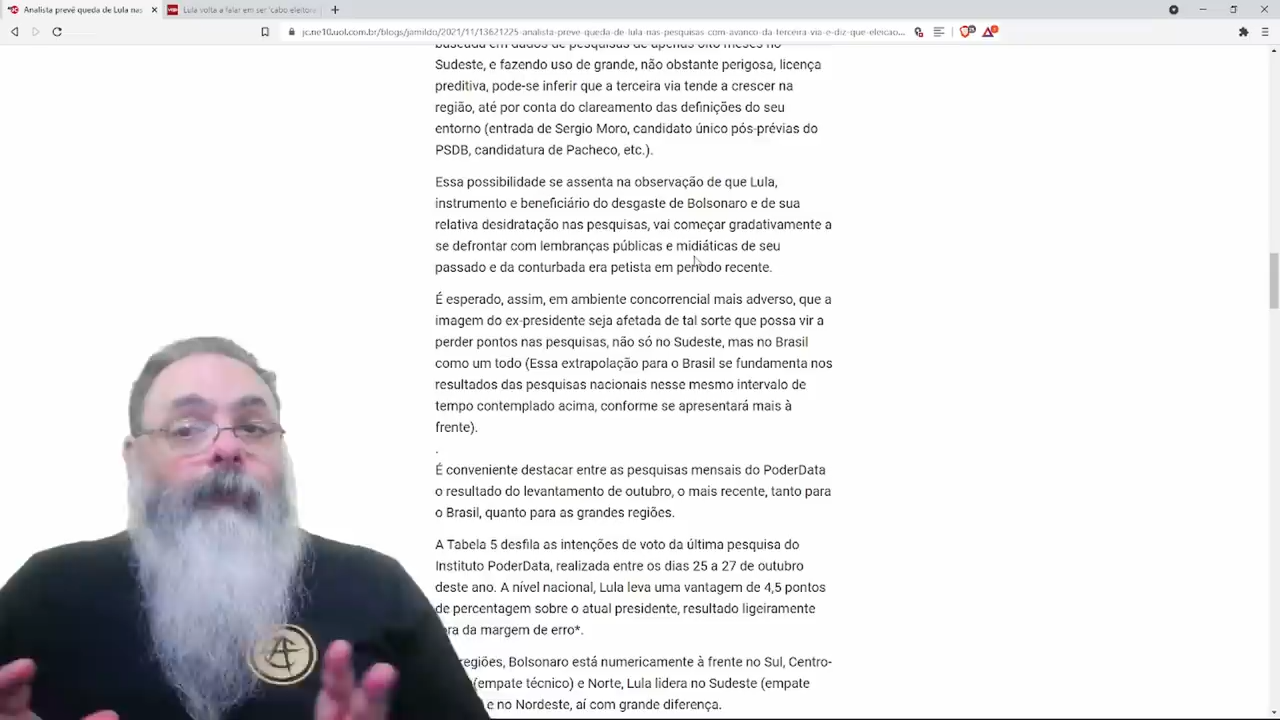 Analista prevê queda de Lula nas
Lula volta a falar em ser 'cabo eleitor
jc.ne10.uol.com.br/blogs/jamildo/2021/11/13621225-analista-preve-queda-de-lula-nas-pesquisas-com-avanco-da-terceira-via-e-diz-que-eleicao...
baseada em dados de pesquisas de apenas oito meses no
Sudeste, e fazendo uso de grande, não obstante perigosa, licença
preditiva, pode-se inferir que a terceira via tende a crescer na
região, até por conta do clareamento das definições do seu
entorno (entrada de Sergio Moro, candidato único pós-prévias do
PSDB, candidatura de Pacheco, etc.).
Essa possibilidade se assenta na observação de que Lula,
instrumento e beneficiário do desgaste de Bolsonaro e de sua
relativa desidratação nas pesquisas, vai começar gradativamente a
se defrontar com lembranças públicas e midiáticas de seu
passado e da conturbada era petista em período recente.
É esperado, assim, em ambiente concorrencial mais adverso, que a
imagem do ex-presidente seja afetada de tal sorte que possa vir a
perder pontos nas pesquisas, não só no Sudeste, mas no Brasil
como um todo (Essa extrapolação para o Brasil se fundamenta nos
resultados das pesquisas nacionais nesse mesmo intervalo de
tempo contemplado acima, conforme se apresentará mais à
frente).
.
É conveniente destacar entre as pesquisas mensais do PoderData
o resultado do levantamento de outubro, o mais recente, tanto para
o Brasil, quanto para as grandes regiões.
A Tabela 5 desfila as intenções de voto da última pesquisa do
Instituto PoderData, realizada entre os dias 25 a 27 de outubro
deste ano. A nível nacional, Lula leva uma vantagem de 4,5 pontos
de percentagem sobre o atual presidente, resultado ligeiramente
da margem de erro*.
regiões, Bolsonaro está numericamente à frente no Sul, Centro-
(empate técnico) e Norte, Lula lidera no Sudeste (empate
e no Nordeste, aí com grande diferença.